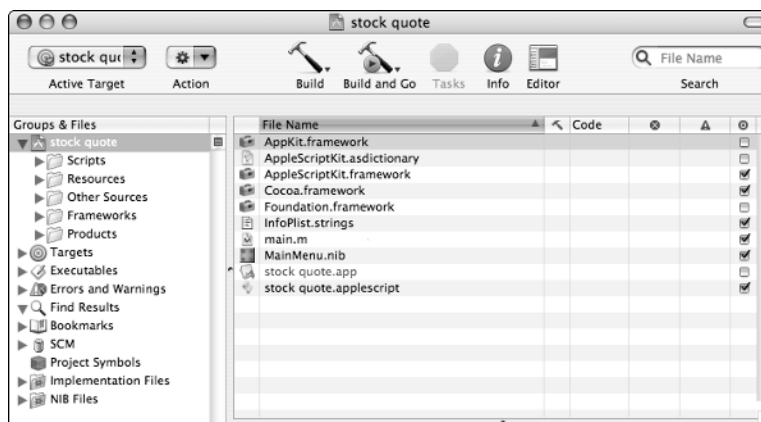 stock quote
stock quo
Active Target
Action
Build
Build and Go
Tasks
Info
Editor
File Name
Search
Groups & Files
stock quote
Scripts
Resources
Other Sources
Frameworks
Products
Targets
Executables
Errors and Warnings
Find Results
Bookmarks
SCM
Project Symbols
Implementation Files
NIB Files
File Name
Code
AppKit.framework
AppleScriptKit.asdictionary
AppleScriptKit.framework
Cocoa.framework
Foundation.framework
InfoPlist.strings
main.m
MainMenu.nib
stock quote.app
stock quote.applescript